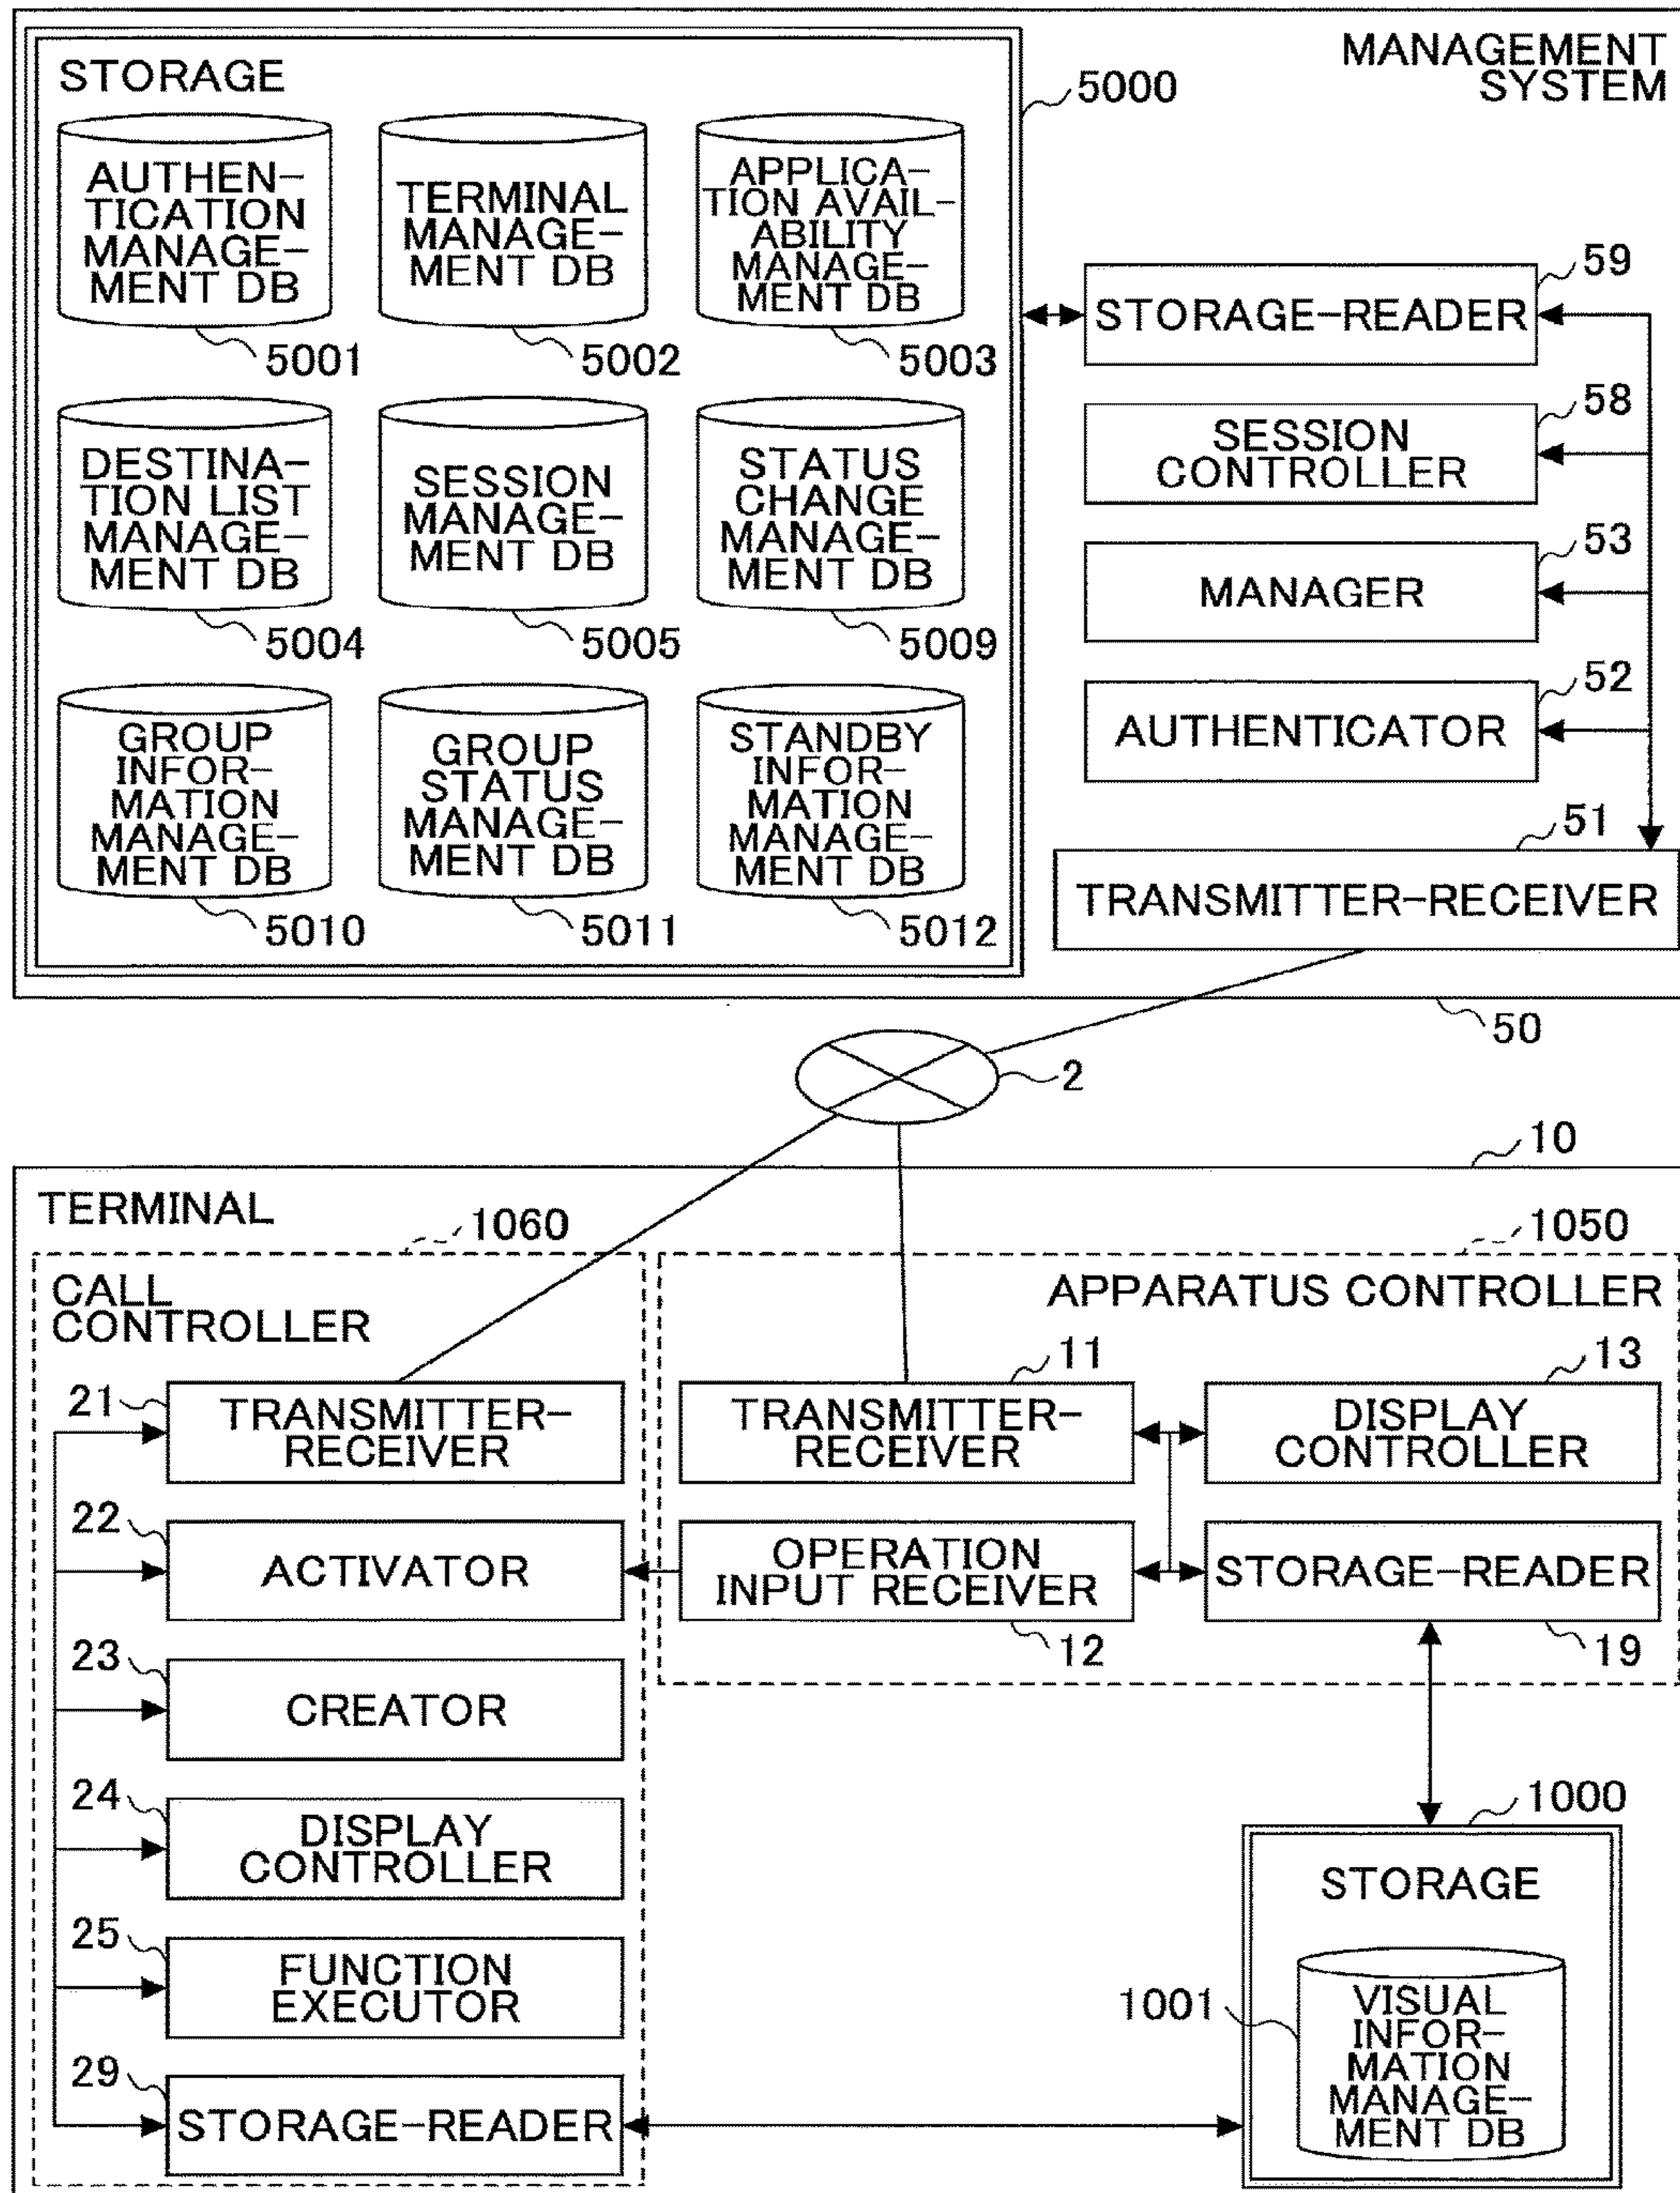 MANAGEMENT
SYSTEM
STORAGE
5000
AUTHEN-
TICATION
MANAGE-
MENT DB
5001
TERMINAL
MANAGE-
MENT DB
5002
APPLICA-
TION AVAIL-
ABILITY
MANAGE-
MENT DB
5003
DESTINA-
TION LIST
MANAGE-
MENT DB
5004
SESSION
MANAGE-
MENT DB
5005
STATUS
CHANGE
MANAGE-
MENT DB
5009
GROUP
INFOR-
MATION
MANAGE-
MENT DB
5010
GROUP
STATUS
MANAGE-
MENT DB
5011
STANDBY
INFOR-
MATION
MANAGE-
MENT DB
5012
59
STORAGE-READER
58
SESSION
CONTROLLER
53
MANAGER
52
AUTHENTICATOR
51
TRANSMITTER-RECEIVER
50
2
10
TERMINAL
1060
CALL
CONTROLLER
21
TRANSMITTER-
RECEIVER
22
ACTIVATOR
23
CREATOR
24
DISPLAY
CONTROLLER
25
FUNCTION
EXECUTOR
29
STORAGE-READER
1050
APPARATUS CONTROLLER
11
TRANSMITTER-
RECEIVER
13
DISPLAY
CONTROLLER
OPERATION
INPUT RECEIVER
12
STORAGE-READER
19
1000
STORAGE
1001
VISUAL
INFOR-
MATION
MANAGE-
MENT DB